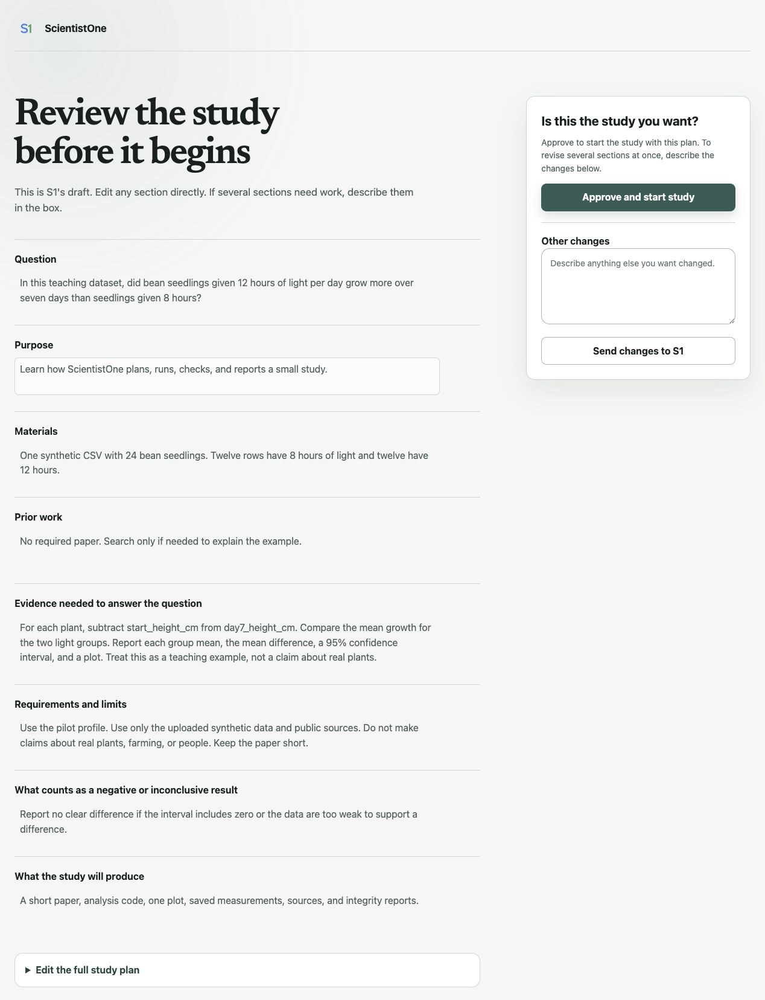 S1 ScientistOne
Review the study
before it begins
This is S1's draft. Edit any section directly. If several sections need work, describe them
in the box.
Question
In this teaching dataset, did bean seedlings given 12 hours of light per day grow more over
seven days than seedlings given 8 hours?
Purpose
Learn how ScientistOne plans, runs, checks, and reports a small study.
Materials
One synthetic CSV with 24 bean seedlings. Twelve rows have 8 hours of light and twelve have
12 hours.
Prior work
No required paper. Search only if needed to explain the example.
Evidence needed to answer the question
For each plant, subtract start_height_cm from day7_height_cm. Compare the mean growth for
the two light groups. Report each group mean, the mean difference, a 95% confidence
interval, and a plot. Treat this as a teaching example, not a claim about real plants.
Requirements and limits
Use the pilot profile. Use only the uploaded synthetic data and public sources. Do not make
claims about real plants, farming, or people. Keep the paper short.
What counts as a negative or inconclusive result
Report no clear difference if the interval includes zero or the data are too weak to support a
difference.
What the study will produce
A short paper, analysis code, one plot, saved measurements, sources, and integrity reports.
Edit the full study plan
Is this the study you want?
Approve to start the study with this plan. To
revise several sections at once, describe the
changes below.
Approve and start study
Other changes
Describe anything else you want changed.
Send changes to S1